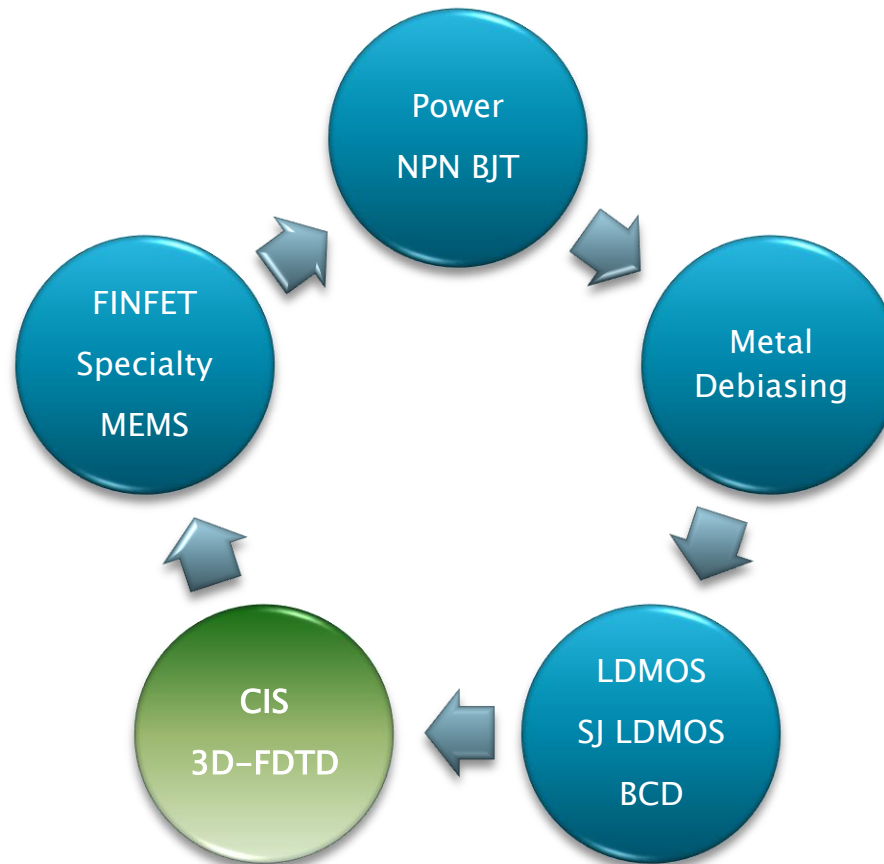 Power
NPN BJT
Metal
Debiasing
LDMOS
SJ LDMOS
BCD
CIS
3D-FDTD
FINFET
Specialty
MEMS